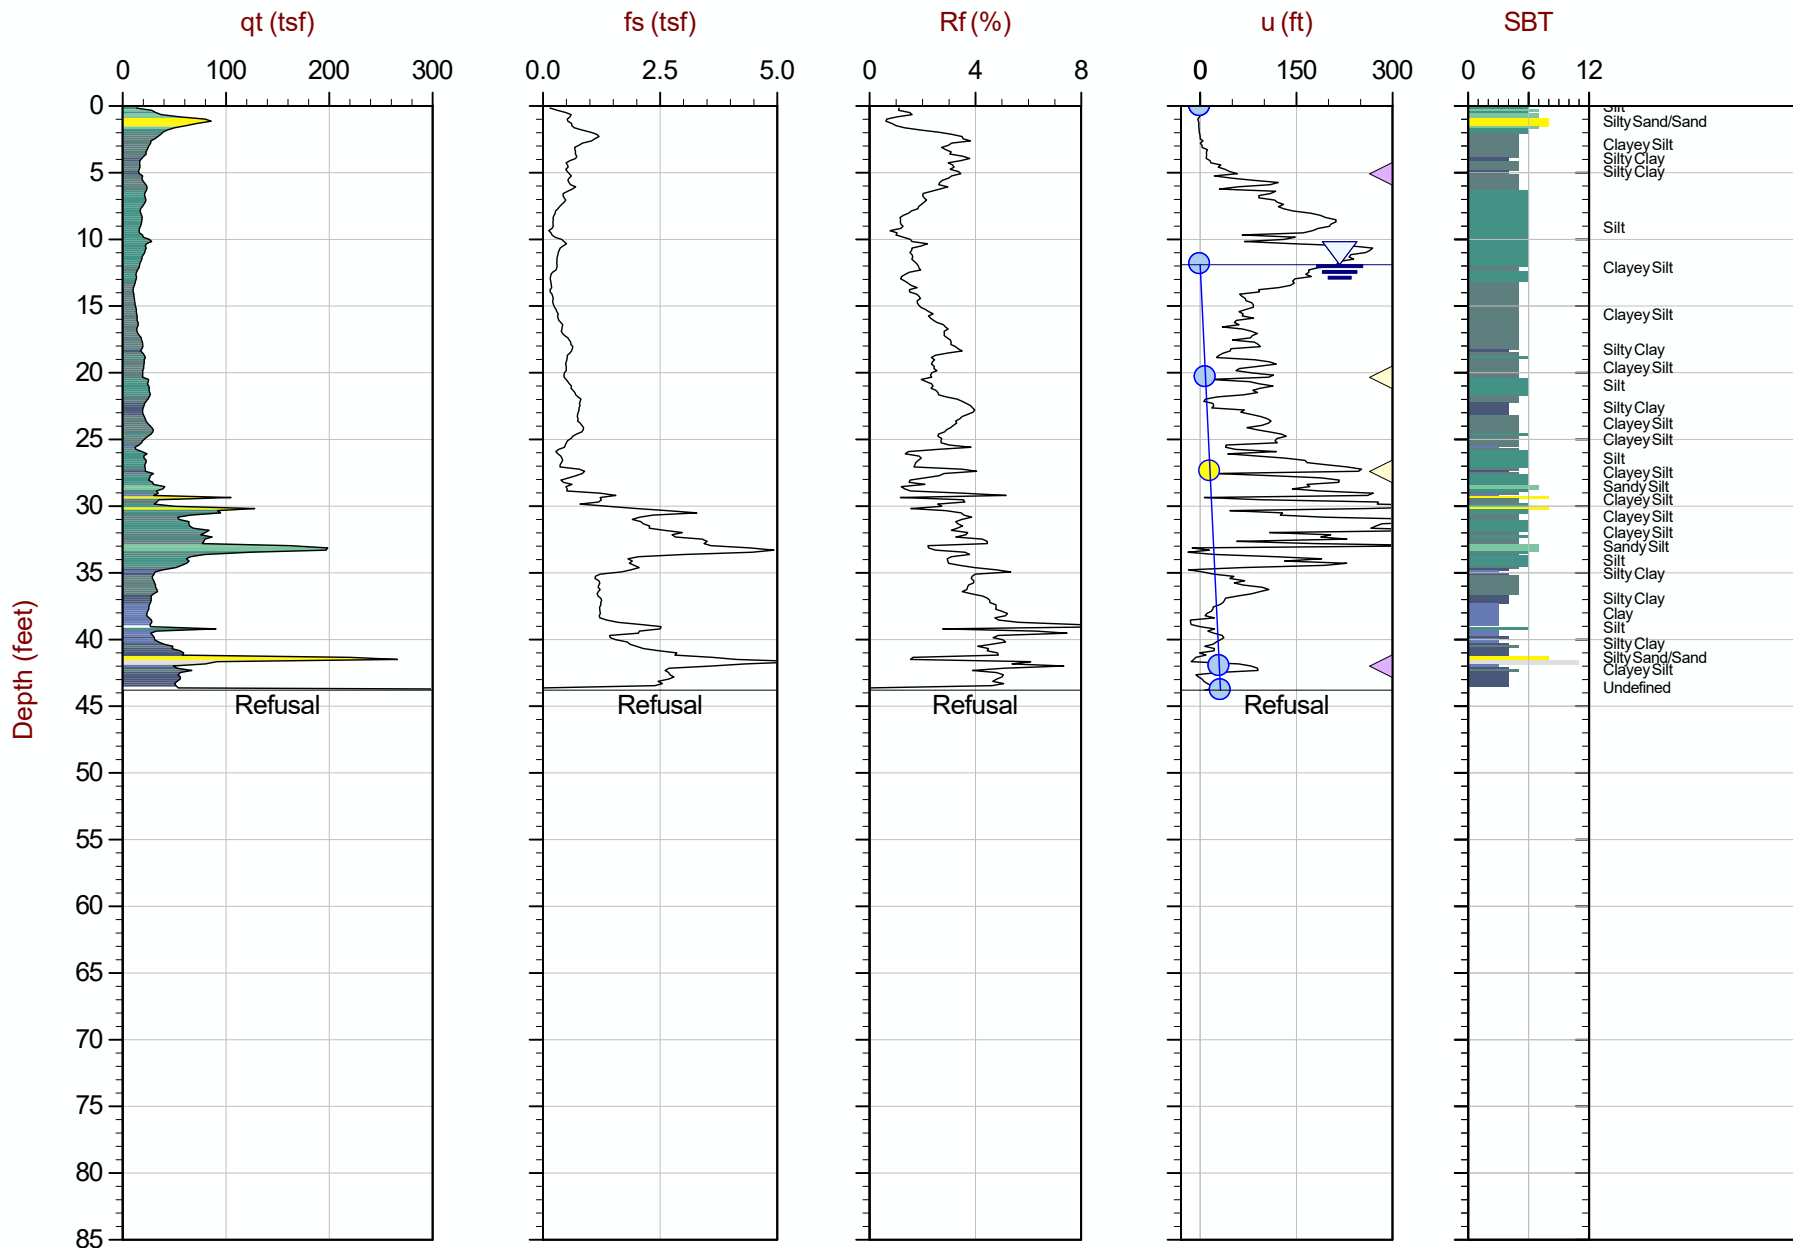 qt (tsf) fs (tsf) Rf (%) u (ft) SBT
0 100 200 300 0.0 2.5 5.0 0 4 8 0 150 300 0 6 12
0
Silt
Silty Sand/Sand
Clayey Silt
Silty Clay
5
Silty Clay
Silt
10
Clayey Silt
15
Clayey Silt
Silty Clay
Clayey Silt
20
Silt
Silty Clay
Clayey Silt
25
Clayey Silt
Silt
Clayey Silt
Sandy Silt
Clayey Silt
30
Clayey Silt
Clayey Silt
Sandy Silt
Silt
35
Silty Clay
Silty Clay
Clay
Silt
40
Silty Clay
Silty Sand/Sand
Clayey Silt
Undefined
45
Refusal Refusal Refusal Refusal
Depth (feet)
50
55
60
65
70
75
80
85